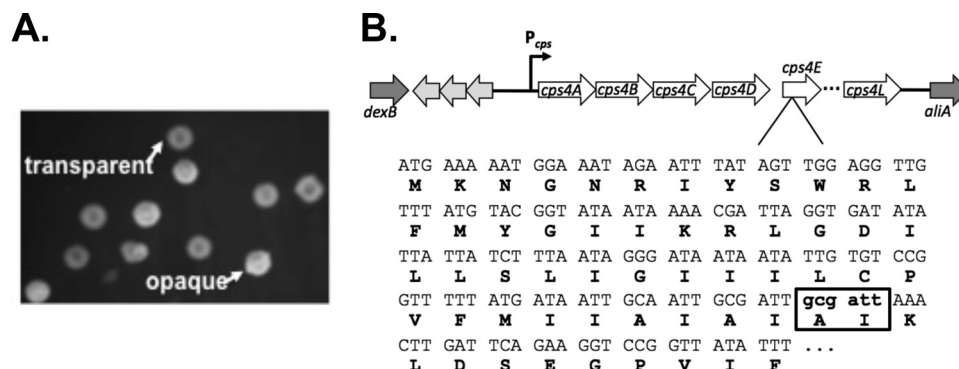 A.
transparent
opaque
B.
Pcps
cps4E
cps4A cps4B cps4C cps4D ... cps4L
dexB aliA
ATG AAA AAT GGA AAT AGA ATT TAT AGT TGG AGG TTG
M K N G N R I Y S W R L
TTT ATG TAC GGT ATA ATA AAA CGA TTA GGT GAT ATA
F M Y G I I K R L G D I
TTA TTA TCT TTA ATA GGG ATA ATA ATA TTG TGT CCG
L L S L I G I I I L C P
GTT TTT ATG ATA ATT GCA ATT GCG ATT gcg att AAA
V F M I I A I A I A I K
CTT GAT TCA GAA GGT CCG GTT ATA TTT ...
L D S E G P V I F